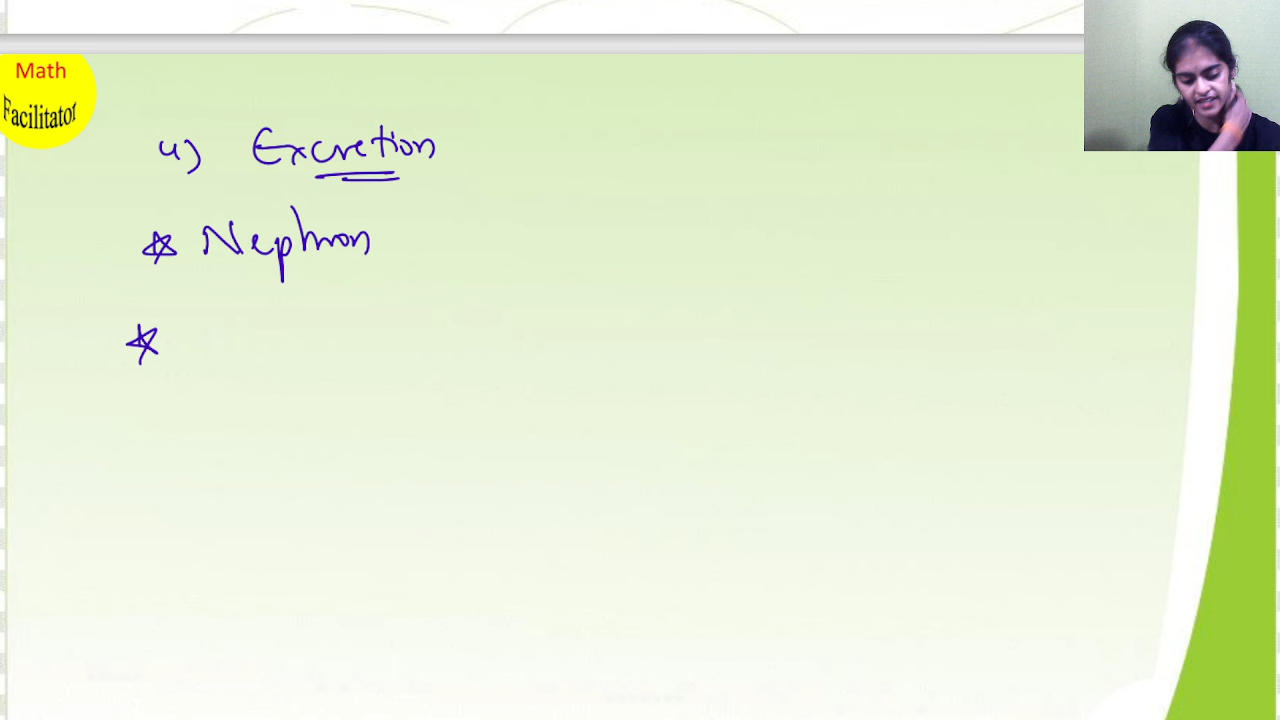 Math
Facilitator
4) Excretion
☆ Nephron
☆